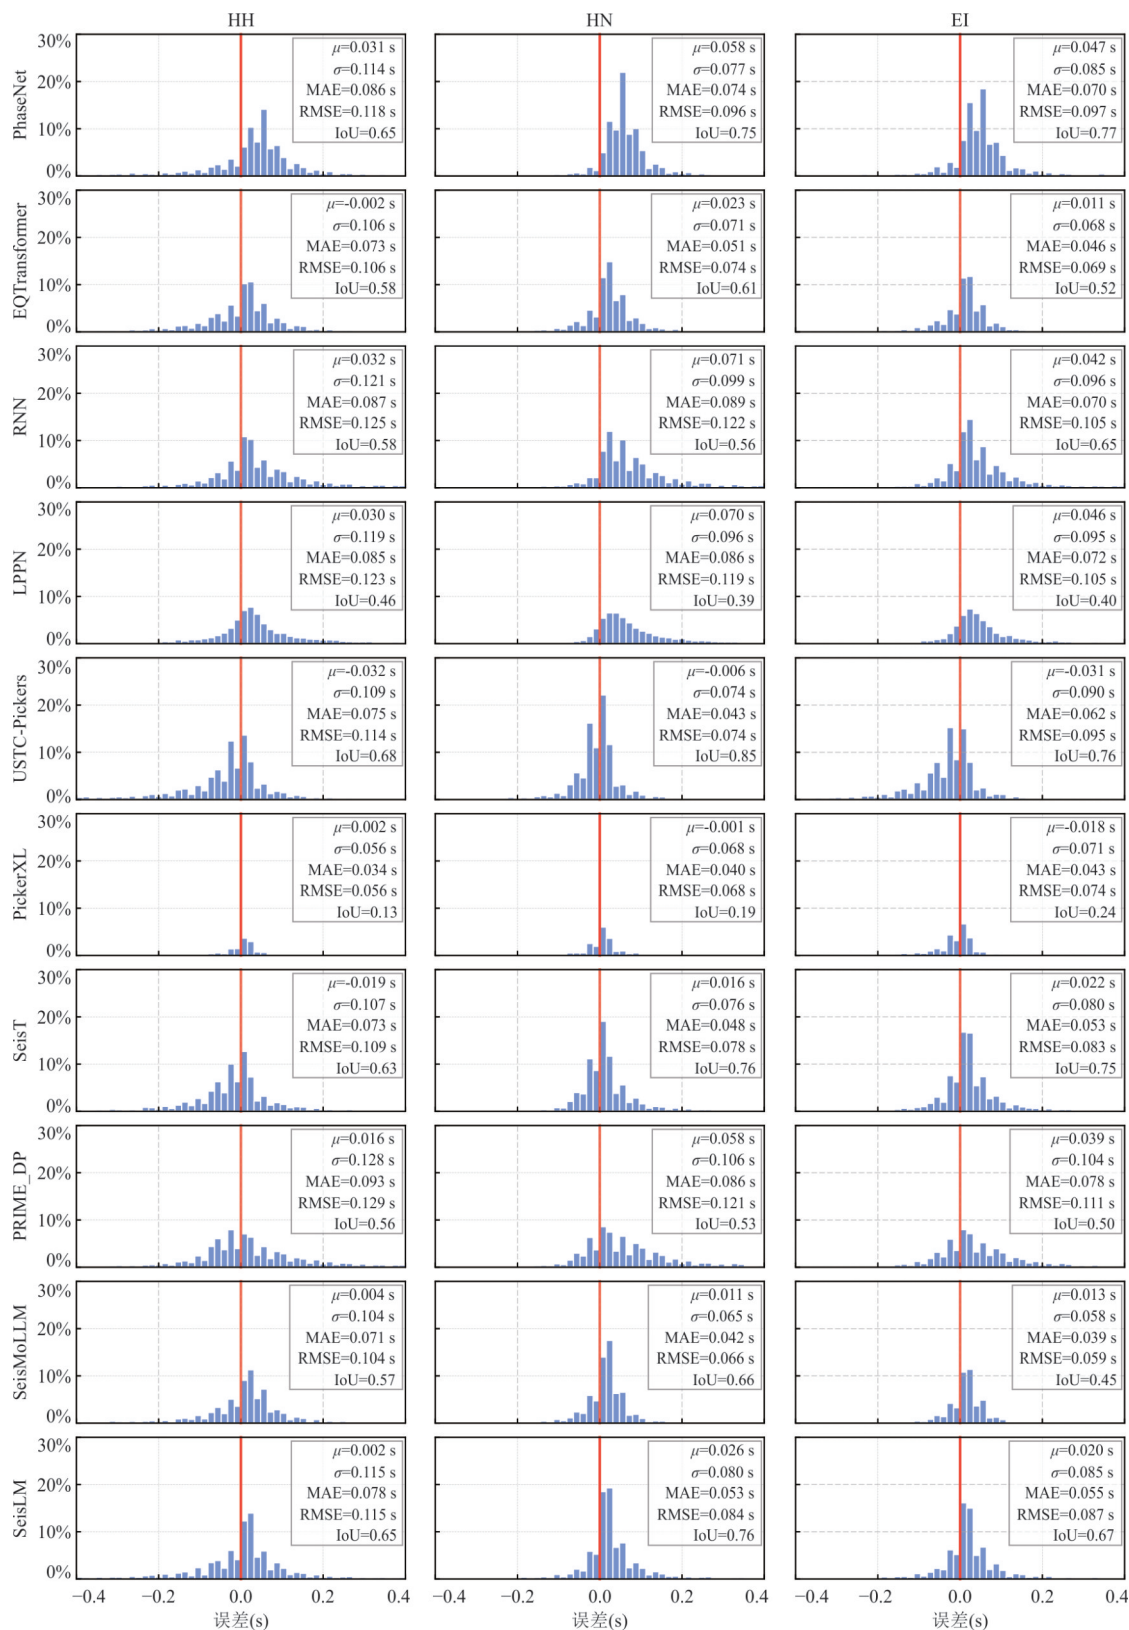 HH HN EI
PhaseNet
30%
20%
10%
0%
μ=0.031 s
σ=0.114 s
MAE=0.086 s
RMSE=0.118 s
IoU=0.65
μ=0.058 s
σ=0.077 s
MAE=0.074 s
RMSE=0.096 s
IoU=0.75
μ=0.047 s
σ=0.085 s
MAE=0.070 s
RMSE=0.097 s
IoU=0.77
EQTransformer
30%
20%
10%
0%
μ=-0.002 s
σ=0.106 s
MAE=0.073 s
RMSE=0.106 s
IoU=0.58
μ=0.023 s
σ=0.071 s
MAE=0.051 s
RMSE=0.074 s
IoU=0.61
μ=0.011 s
σ=0.068 s
MAE=0.046 s
RMSE=0.069 s
IoU=0.52
RNN
30%
20%
10%
0%
μ=0.032 s
σ=0.121 s
MAE=0.087 s
RMSE=0.125 s
IoU=0.58
μ=0.071 s
σ=0.099 s
MAE=0.089 s
RMSE=0.122 s
IoU=0.56
μ=0.042 s
σ=0.096 s
MAE=0.070 s
RMSE=0.105 s
IoU=0.65
LPPN
30%
20%
10%
0%
μ=0.030 s
σ=0.119 s
MAE=0.085 s
RMSE=0.123 s
IoU=0.46
μ=0.070 s
σ=0.096 s
MAE=0.086 s
RMSE=0.119 s
IoU=0.39
μ=0.046 s
σ=0.095 s
MAE=0.072 s
RMSE=0.105 s
IoU=0.40
USTC-Pickers
30%
20%
10%
0%
μ=-0.032 s
σ=0.109 s
MAE=0.075 s
RMSE=0.114 s
IoU=0.68
μ=-0.006 s
σ=0.074 s
MAE=0.043 s
RMSE=0.074 s
IoU=0.85
μ=-0.031 s
σ=0.090 s
MAE=0.062 s
RMSE=0.095 s
IoU=0.76
PickerXL
30%
20%
10%
0%
μ=0.002 s
σ=0.056 s
MAE=0.034 s
RMSE=0.056 s
IoU=0.13
μ=-0.001 s
σ=0.068 s
MAE=0.040 s
RMSE=0.068 s
IoU=0.19
μ=-0.018 s
σ=0.071 s
MAE=0.043 s
RMSE=0.074 s
IoU=0.24
SeisT
30%
20%
10%
0%
μ=-0.019 s
σ=0.107 s
MAE=0.073 s
RMSE=0.109 s
IoU=0.63
μ=0.016 s
σ=0.076 s
MAE=0.048 s
RMSE=0.078 s
IoU=0.76
μ=0.022 s
σ=0.080 s
MAE=0.053 s
RMSE=0.083 s
IoU=0.75
PRIME_DP
30%
20%
10%
0%
μ=0.016 s
σ=0.128 s
MAE=0.093 s
RMSE=0.129 s
IoU=0.56
μ=0.058 s
σ=0.106 s
MAE=0.086 s
RMSE=0.121 s
IoU=0.53
μ=0.039 s
σ=0.104 s
MAE=0.078 s
RMSE=0.111 s
IoU=0.50
SeisMoLLM
30%
20%
10%
0%
μ=0.004 s
σ=0.104 s
MAE=0.071 s
RMSE=0.104 s
IoU=0.57
μ=0.011 s
σ=0.065 s
MAE=0.042 s
RMSE=0.066 s
IoU=0.66
μ=0.013 s
σ=0.058 s
MAE=0.039 s
RMSE=0.059 s
IoU=0.45
SeisLM
30%
20%
10%
0%
μ=0.002 s
σ=0.115 s
MAE=0.078 s
RMSE=0.115 s
IoU=0.65
μ=0.026 s
σ=0.080 s
MAE=0.053 s
RMSE=0.084 s
IoU=0.76
μ=0.020 s
σ=0.085 s
MAE=0.055 s
RMSE=0.087 s
IoU=0.67
−0.4 −0.2 0.0 0.2 0.4 −0.4 −0.2 0.0 0.2 0.4 −0.4 −0.2 0.0 0.2 0.4
误差(s) 误差(s) 误差(s)